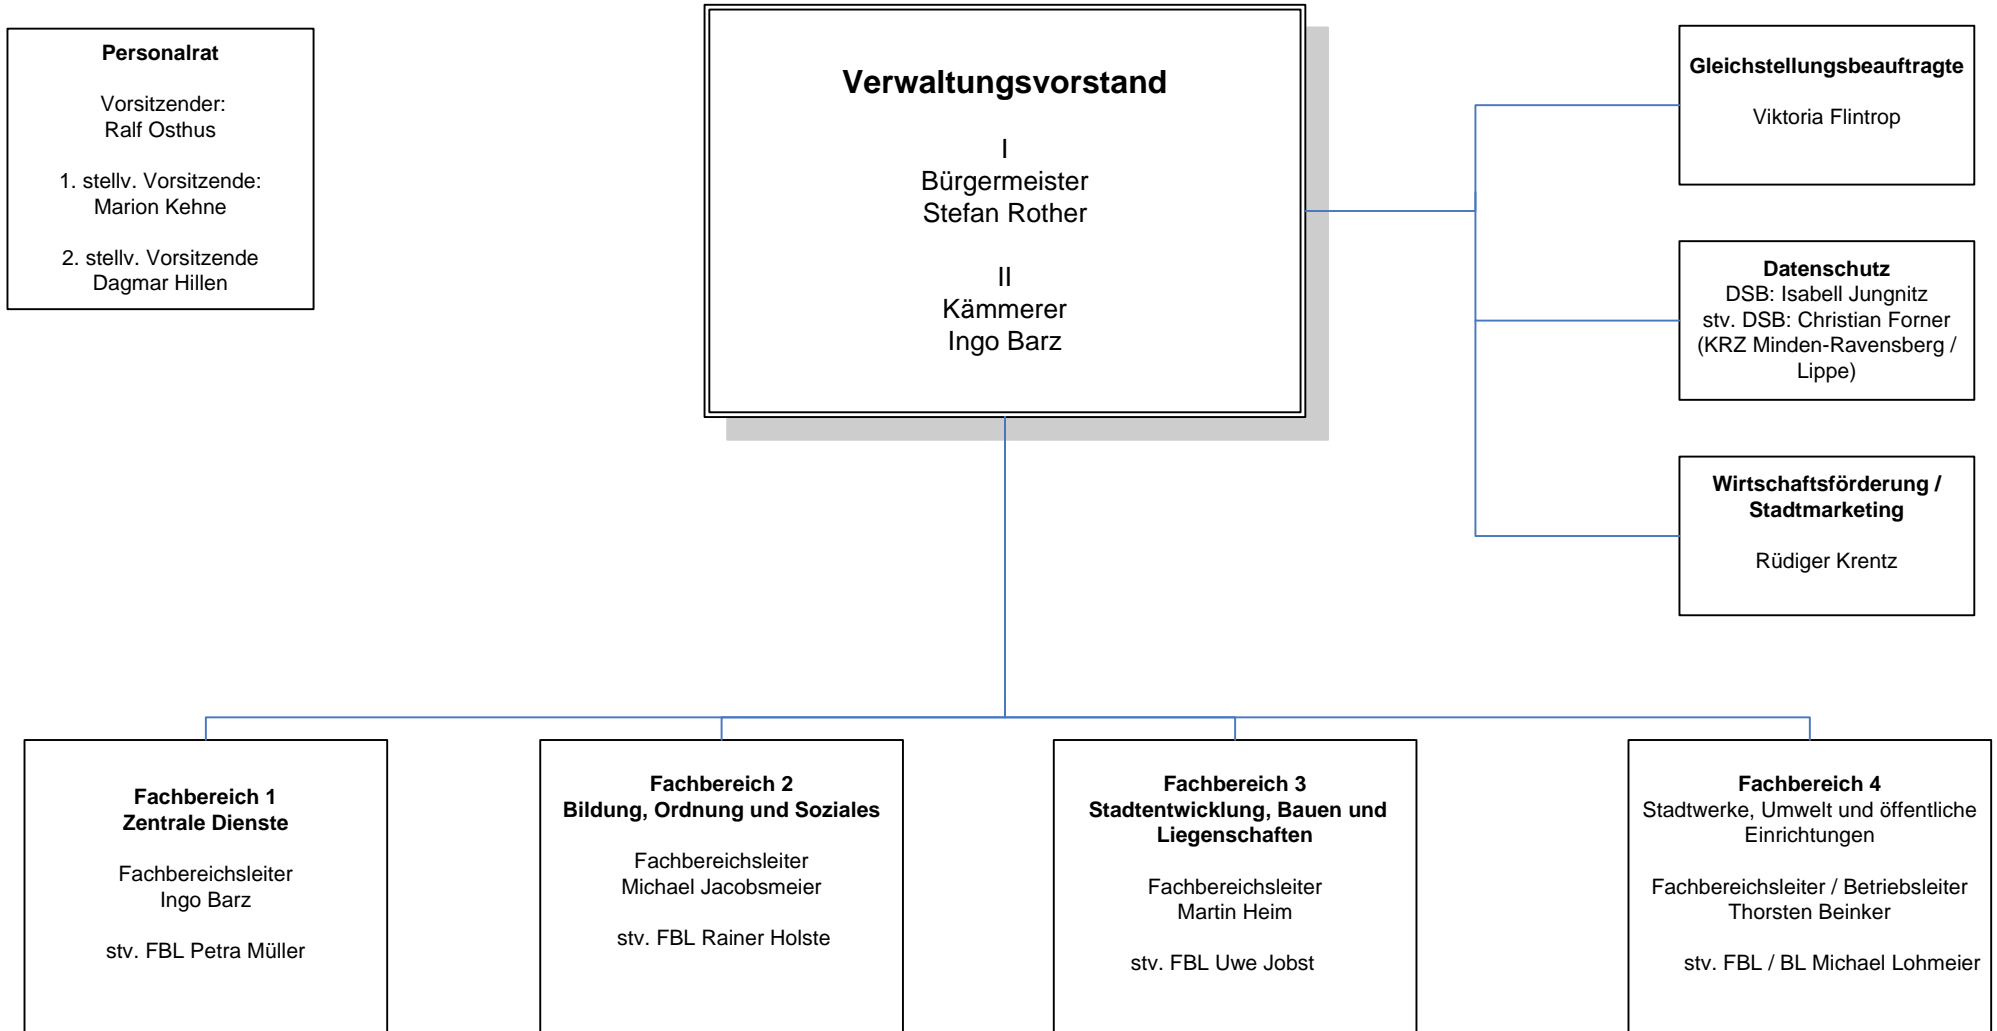 Personalrat
Vorsitzender:
Ralf Osthus
1. stellv. Vorsitzende:
Marion Kehne
2. stellv. Vorsitzende
Dagmar Hillen
Verwaltungsvorstand
I
Bürgermeister
Stefan Rother
II
Kämmerer
Ingo Barz
Gleichstellungsbeauftragte
Viktoria Flintrop
Datenschutz
DSB: Isabell Jungnitz
stv. DSB: Christian Forner
(KRZ Minden-Ravensberg /
Lippe)
Wirtschaftsförderung /
Stadtmarketing
Rüdiger Krentz
Fachbereich 1
Zentrale Dienste
Fachbereichsleiter
Ingo Barz
stv. FBL Petra Müller
Fachbereich 2
Bildung, Ordnung und Soziales
Fachbereichsleiter
Michael Jacobsmeier
stv. FBL Rainer Holste
Fachbereich 3
Stadtentwicklung, Bauen und
Liegenschaften
Fachbereichsleiter
Martin Heim
stv. FBL Uwe Jobst
Fachbereich 4
Stadtwerke, Umwelt und öffentliche
Einrichtungen
Fachbereichsleiter / Betriebsleiter
Thorsten Beinker
stv. FBL / BL Michael Lohmeier